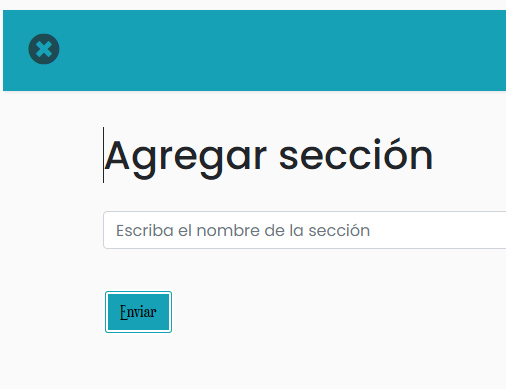 Agregar sección
Escriba el nombre de la sección
Enviar